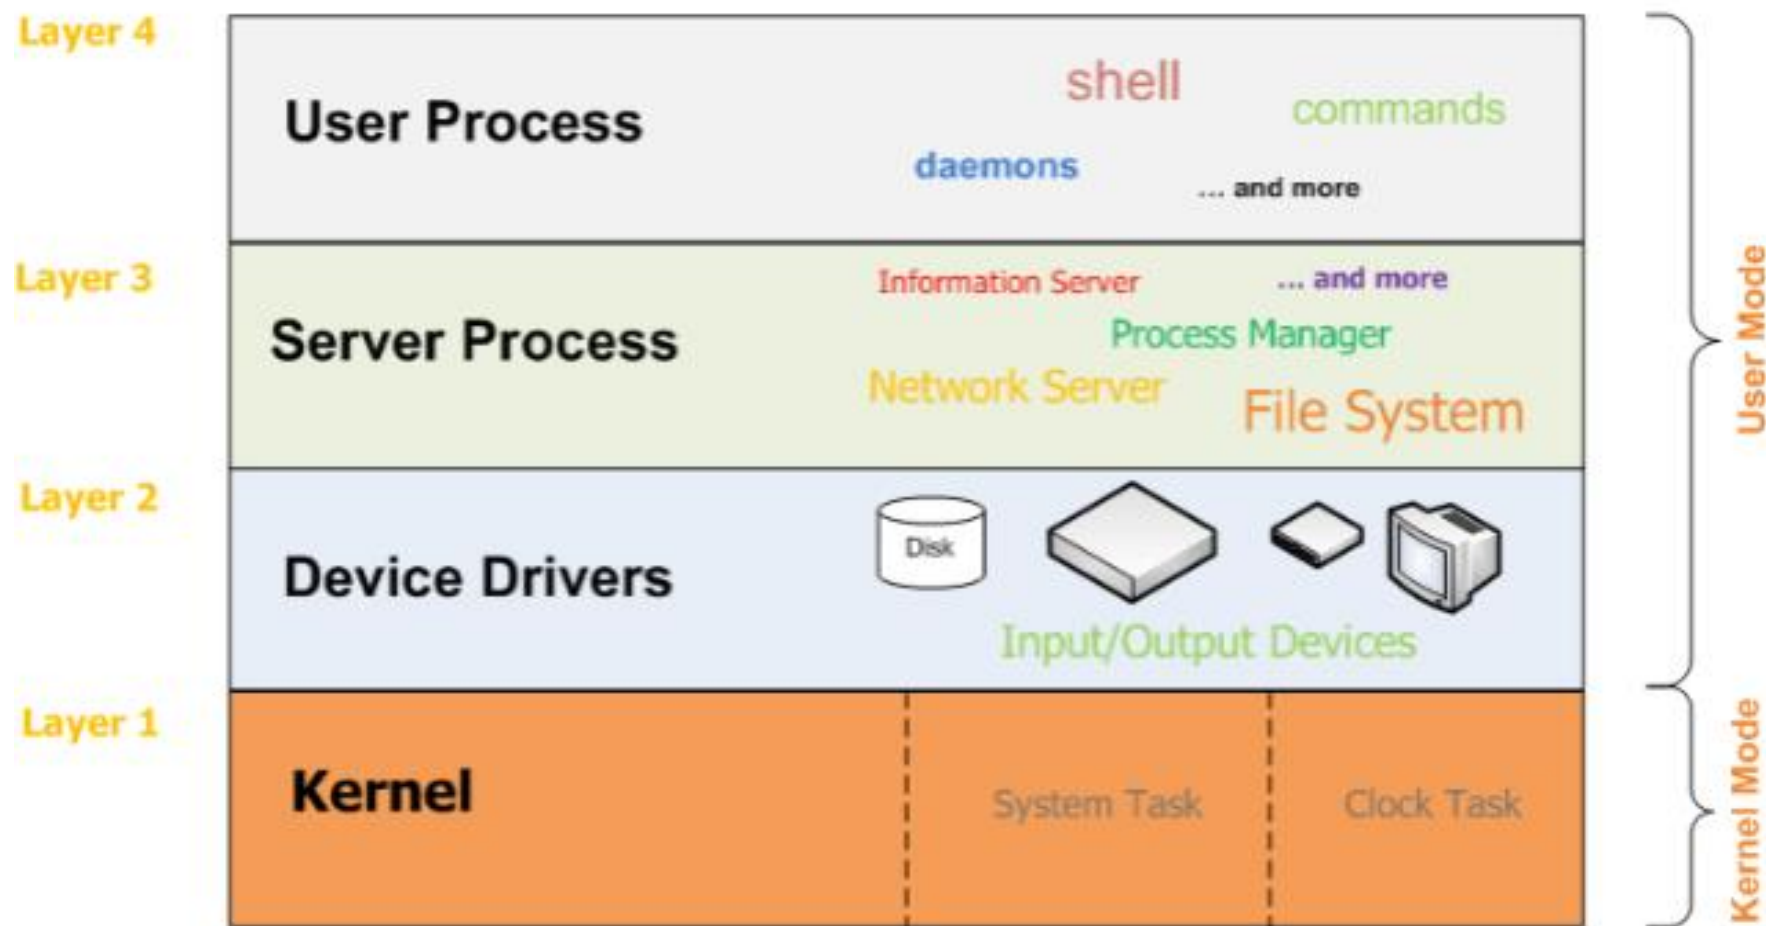 Layer 4
User Process
shell
commands
daemons
... and more
Layer 3
Server Process
Information Server
... and more
Process Manager
Network Server
File System
User Mode
Layer 2
Device Drivers
Disk
Input/Output Devices
Layer 1
Kernel
System Task
Clock Task
Kernel Mode